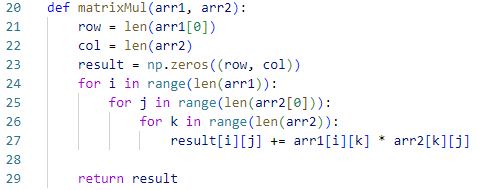 20 def matrixMul(arr1, arr2):
21     row = len(arr1[0])
22     col = len(arr2)
23     result = np.zeros((row, col))
24     for i in range(len(arr1)):
25         for j in range(len(arr2[0])):
26             for k in range(len(arr2)):
27                 result[i][j] += arr1[i][k] * arr2[k][j]
28
29     return result